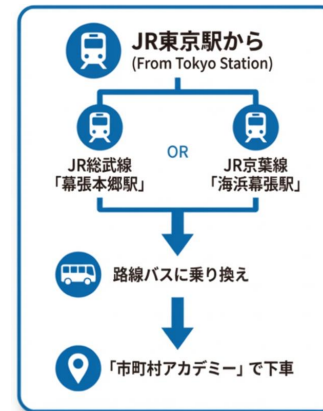 JR東京駅から
(From Tokyo Station)
JR総武線
「幕張本郷駅」
OR
JR京葉線
「海浜幕張駅」
路線バスに乗り換え
「市町村アカデミー」で下車